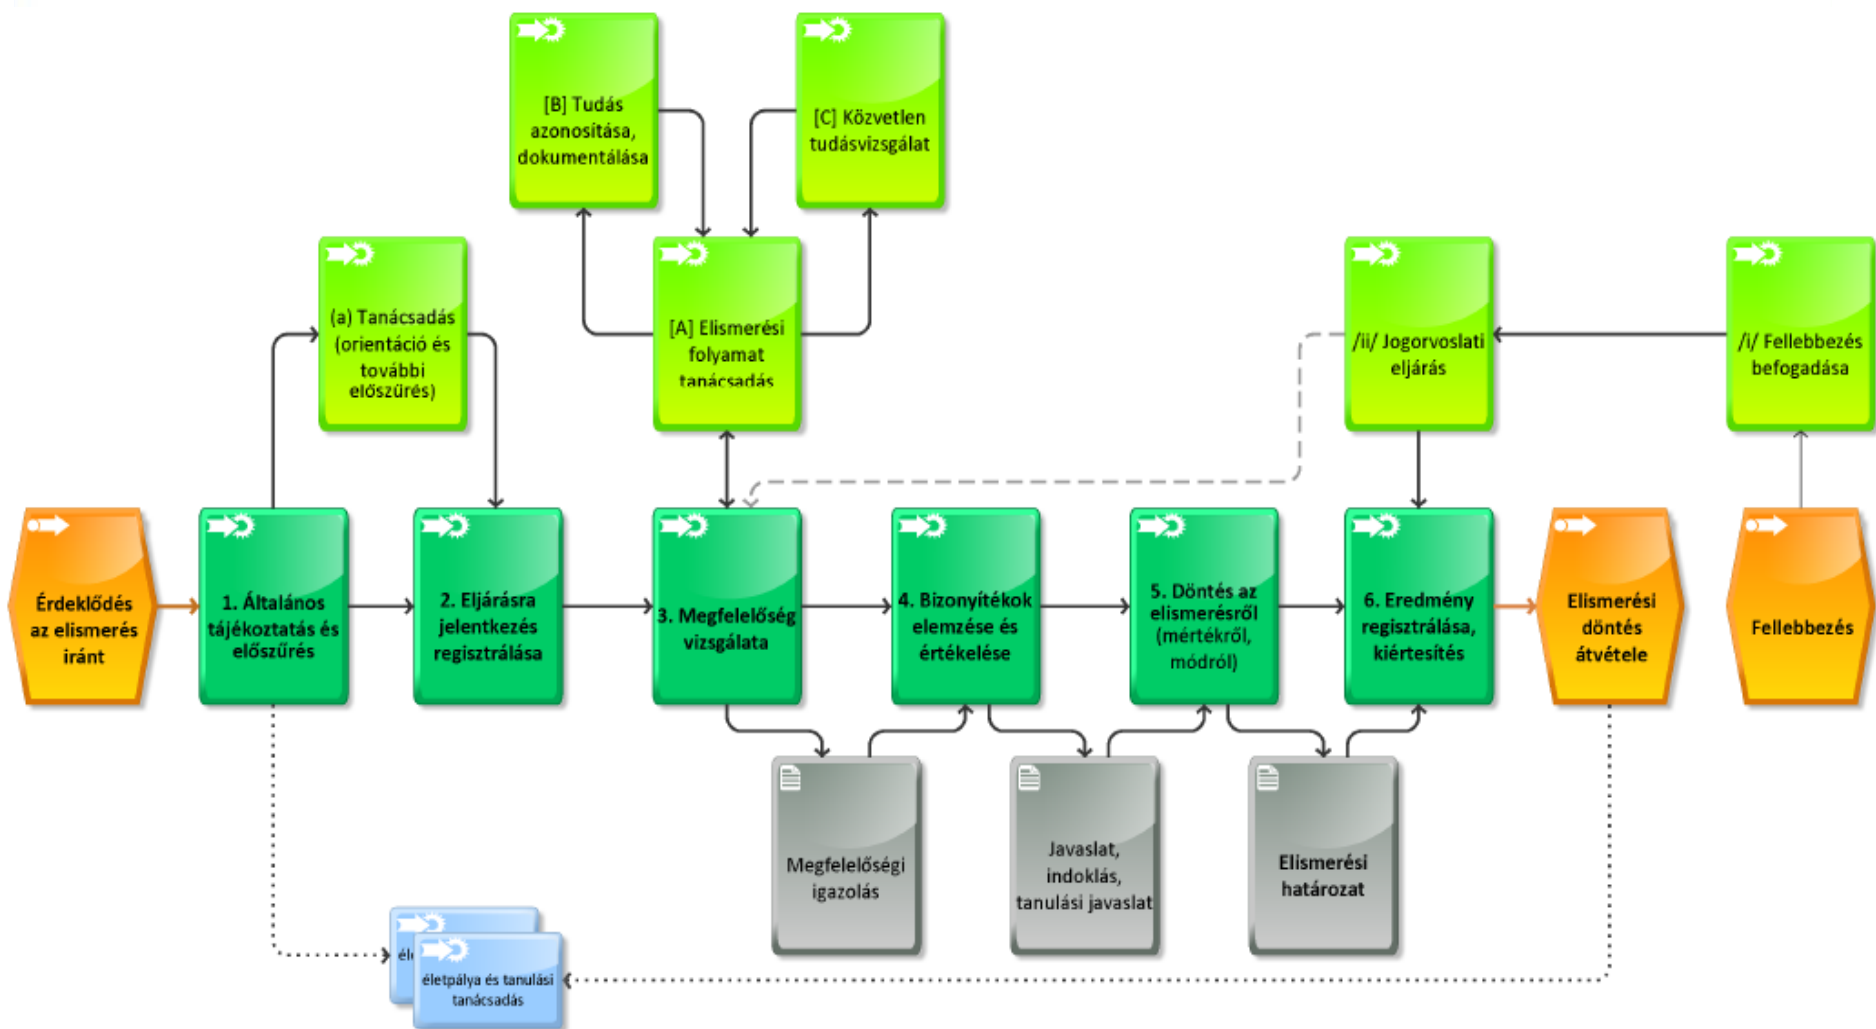 [B] Tudás
azonosítása,
dokumentálása
[C] Közvetlen
tudásvizsgálat
(a) Tanácsadás
(orientáció és
további
előszűrés)
[A] Elismerési
folyamat
tanácsadás
/ii/ Jogorvoslati
eljárás
/i/ Fellebbezés
befogadása
Érdeklődés
az elismerés
iránt
1. Általános
tájékoztatás és
előszűrés
2. Eljárásra
jelentkezés
regisztrálása
3. Megfelelőség
vizsgálata
4. Bizonyítékok
elemzése és
értékelése
5. Döntés az
elismerésről
(mértékről,
módról)
6. Eredmény
regisztrálása,
kiértesítés
Elismerési
döntés
átvétele
Fellebbezés
Megfelelőségi
igazolás
Javaslat,
indoklás,
tanulási javaslat
Elismerési
határozat
életpálya és tanulási
tanácsadás